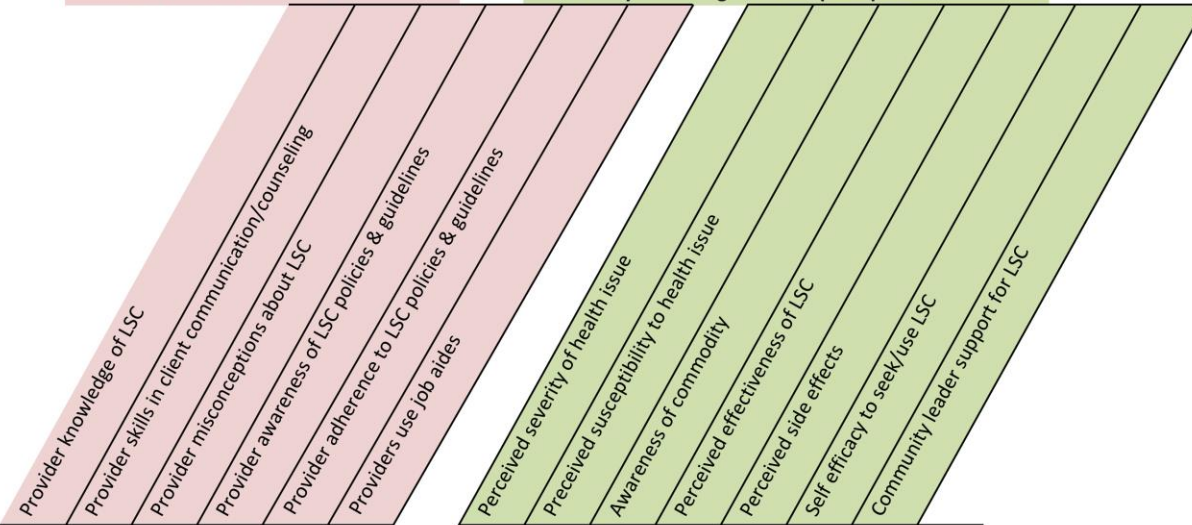 Provider knowledge of LSC
Provider skills in client communication/counseling
Provider misconceptions about LSC
Provider awareness of LSC policies & guidelines
Provider adherence to LSC policies & guidelines
Providers use job aides
Perceived severity of health issue
Preceived susceptibility to health issue
Awareness of commodity
Perceived effectiveness of LSC
Perceived side effects
Self efficacy to seek/use LSC
Community leader support for LSC